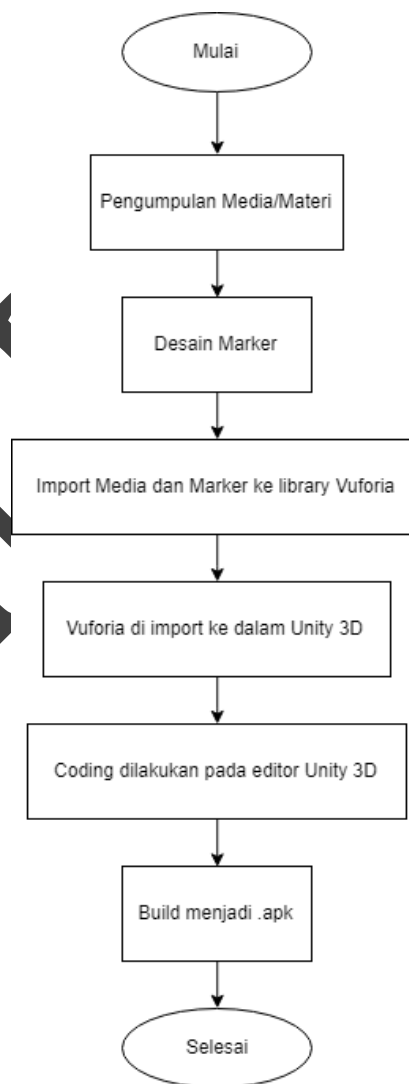 Mulai
Pengumpulan Media/Materi
Desain Marker
Import Media dan Marker ke library Vuforia
Vuforia di import ke dalam Unity 3D
Coding dilakukan pada editor Unity 3D
Build menjadi .apk
Selesai